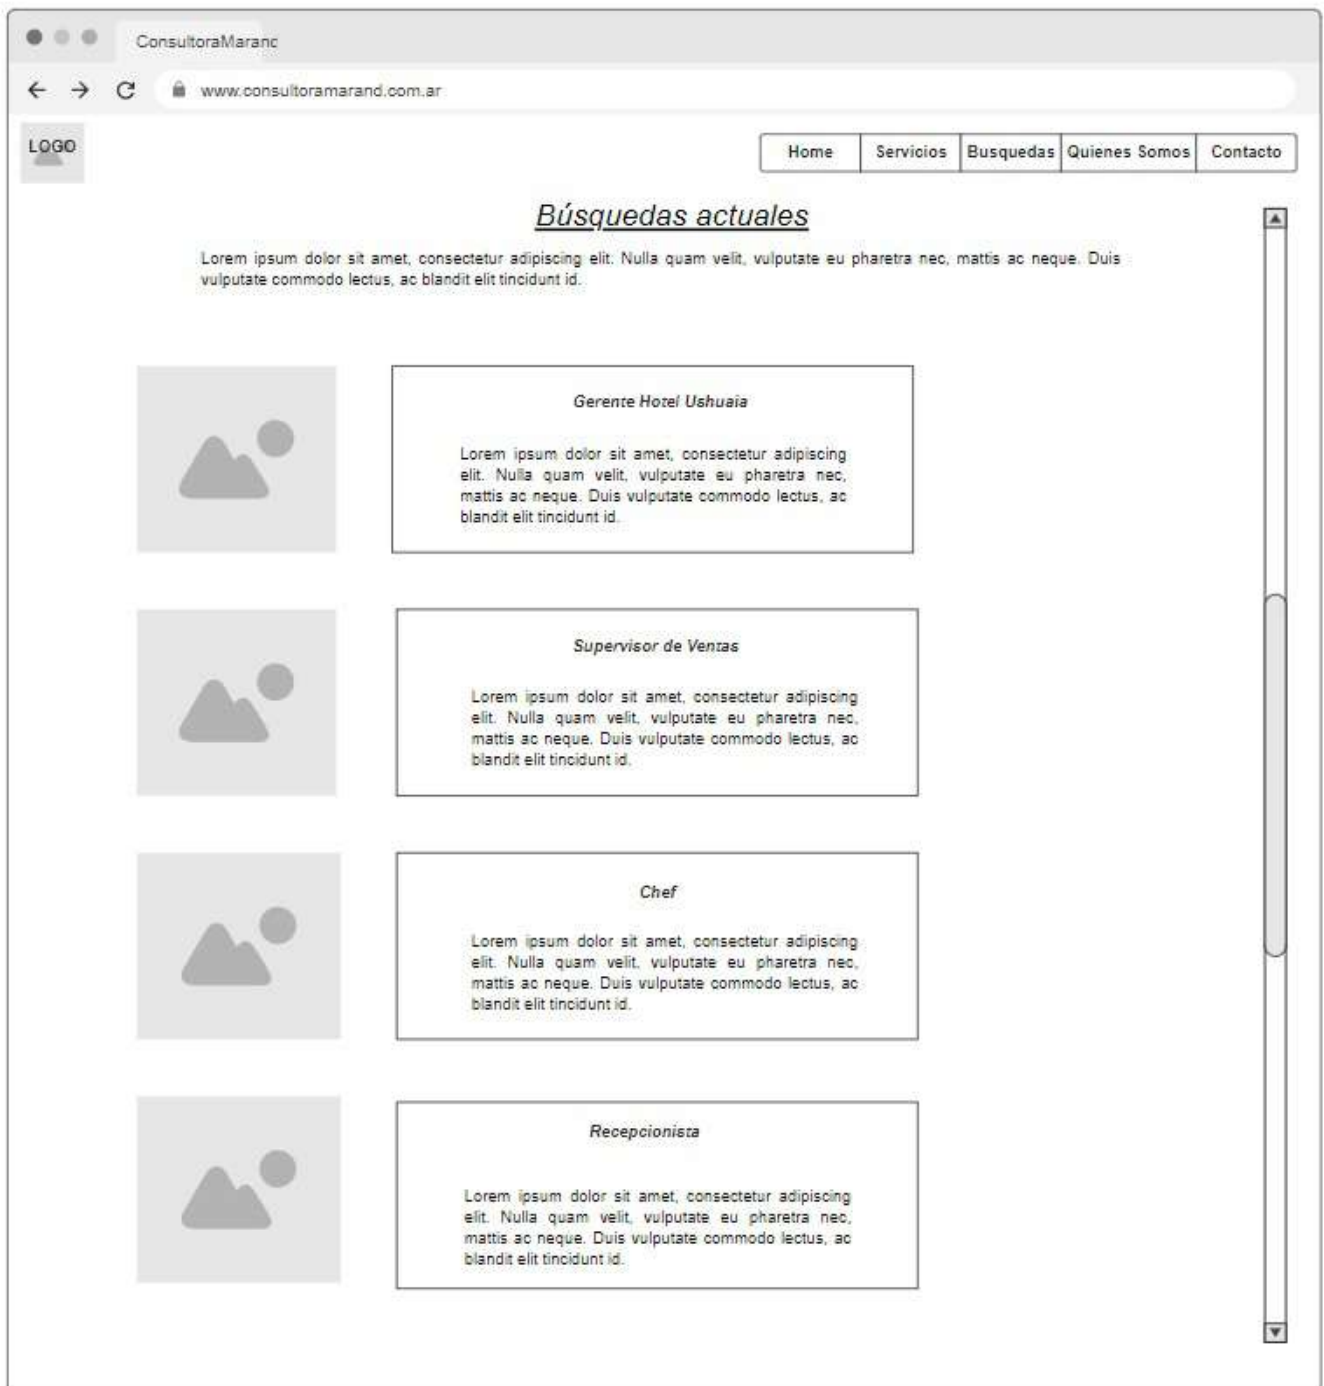 ConsultoraMaranc
www.consultoramarand.com.ar
LOGO
Home Servicios Busquedas Quienes Somos Contacto
Búsquedas actuales
Lorem ipsum dolor sit amet, consectetur adipiscing elit. Nulla quam velit, vulputate eu pharetra nec, mattis ac neque. Duis
vulputate commodo lectus, ac blandit elit tincidunt id.
Gerente Hotel Ushuaia
Lorem ipsum dolor sit amet, consectetur adipiscing
elit. Nulla quam velit, vulputate eu pharetra nec,
mattis ac neque. Duis vulputate commodo lectus, ac
blandit elit tincidunt id.
Supervisor de Ventas
Lorem ipsum dolor sit amet, consectetur adipiscing
elit. Nulla quam velit, vulputate eu pharetra nec,
mattis ac neque. Duis vulputate commodo lectus, ac
blandit elit tincidunt id.
Chef
Lorem ipsum dolor sit amet, consectetur adipiscing
elit. Nulla quam velit, vulputate eu pharetra nec,
mattis ac neque. Duis vulputate commodo lectus, ac
blandit elit tincidunt id.
Recepcionista
Lorem ipsum dolor sit amet, consectetur adipiscing
elit. Nulla quam velit, vulputate eu pharetra nec,
mattis ac neque. Duis vulputate commodo lectus, ac
blandit elit tincidunt id.